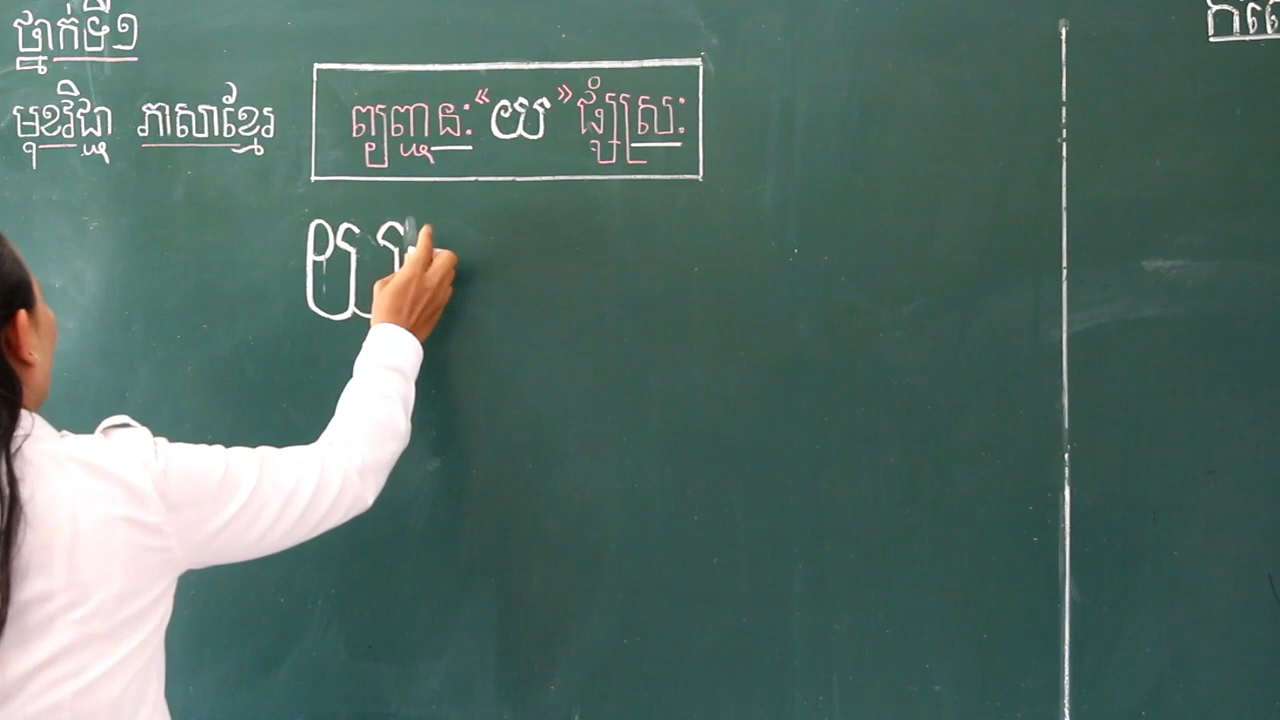 ថ្នាក់ទី១
មុខវិជ្ជា ភាសាខ្មែរ
ព្យញ្ជនៈ “យ” ផ្សំស្រៈ